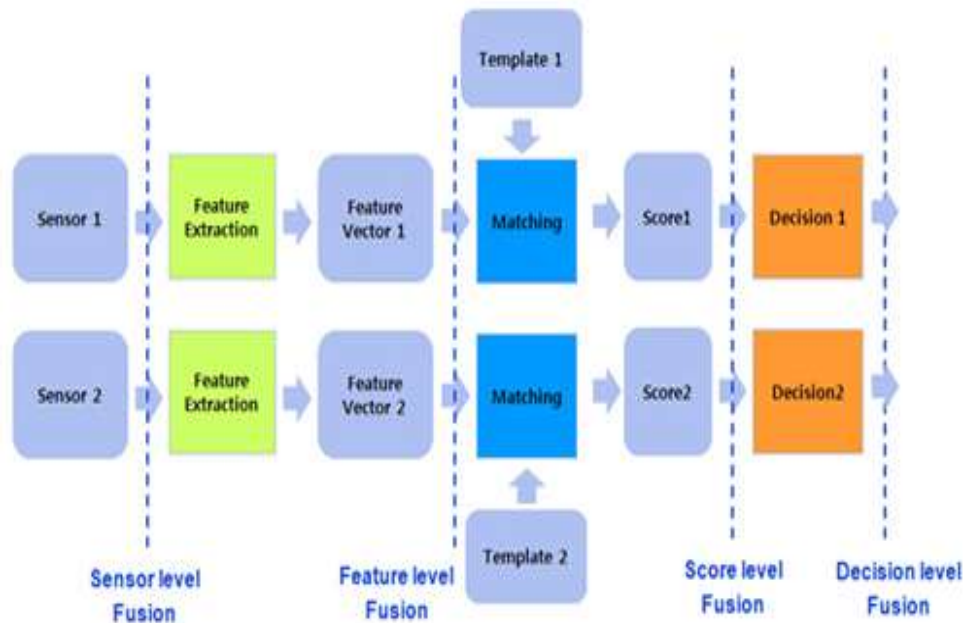 Template 1
Sensor 1
Feature
Extraction
Feature
Vector 1
Matching
Score1
Decision 1
Sensor 2
Feature
Extraction
Feature
Vector 2
Matching
Score2
Decision2
Template 2
Sensor level
Fusion
Feature level
Fusion
Score level
Fusion
Decision level
Fusion